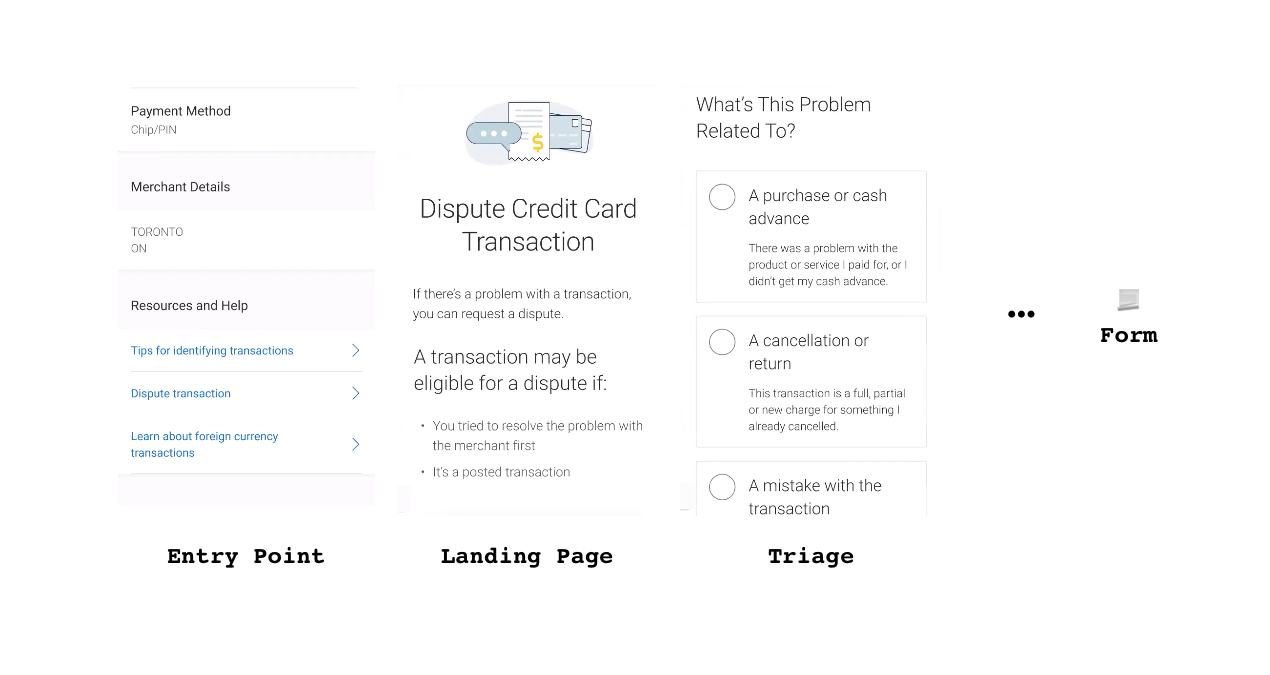 Payment Method
Chip/PIN
Merchant Details
TORONTO
ON
Resources and Help
Tips for identifying transactions
Dispute transaction
Learn about foreign currency
transactions
Entry Point
$
Dispute Credit Card
Transaction
If there's a problem with a transaction,
you can request a dispute.
A transaction may be
eligible for a dispute if:
• You tried to resolve the problem with
the merchant first
• It's a posted transaction
Landing Page
What's This Problem
Related To?
A purchase or cash
advance
There was a problem with the
product or service I paid for, or I
didn't get my cash advance.
A cancellation or
return
This transaction is a full, partial
or new charge for something I
already cancelled.
A mistake with the
transaction
Triage
•••
Form